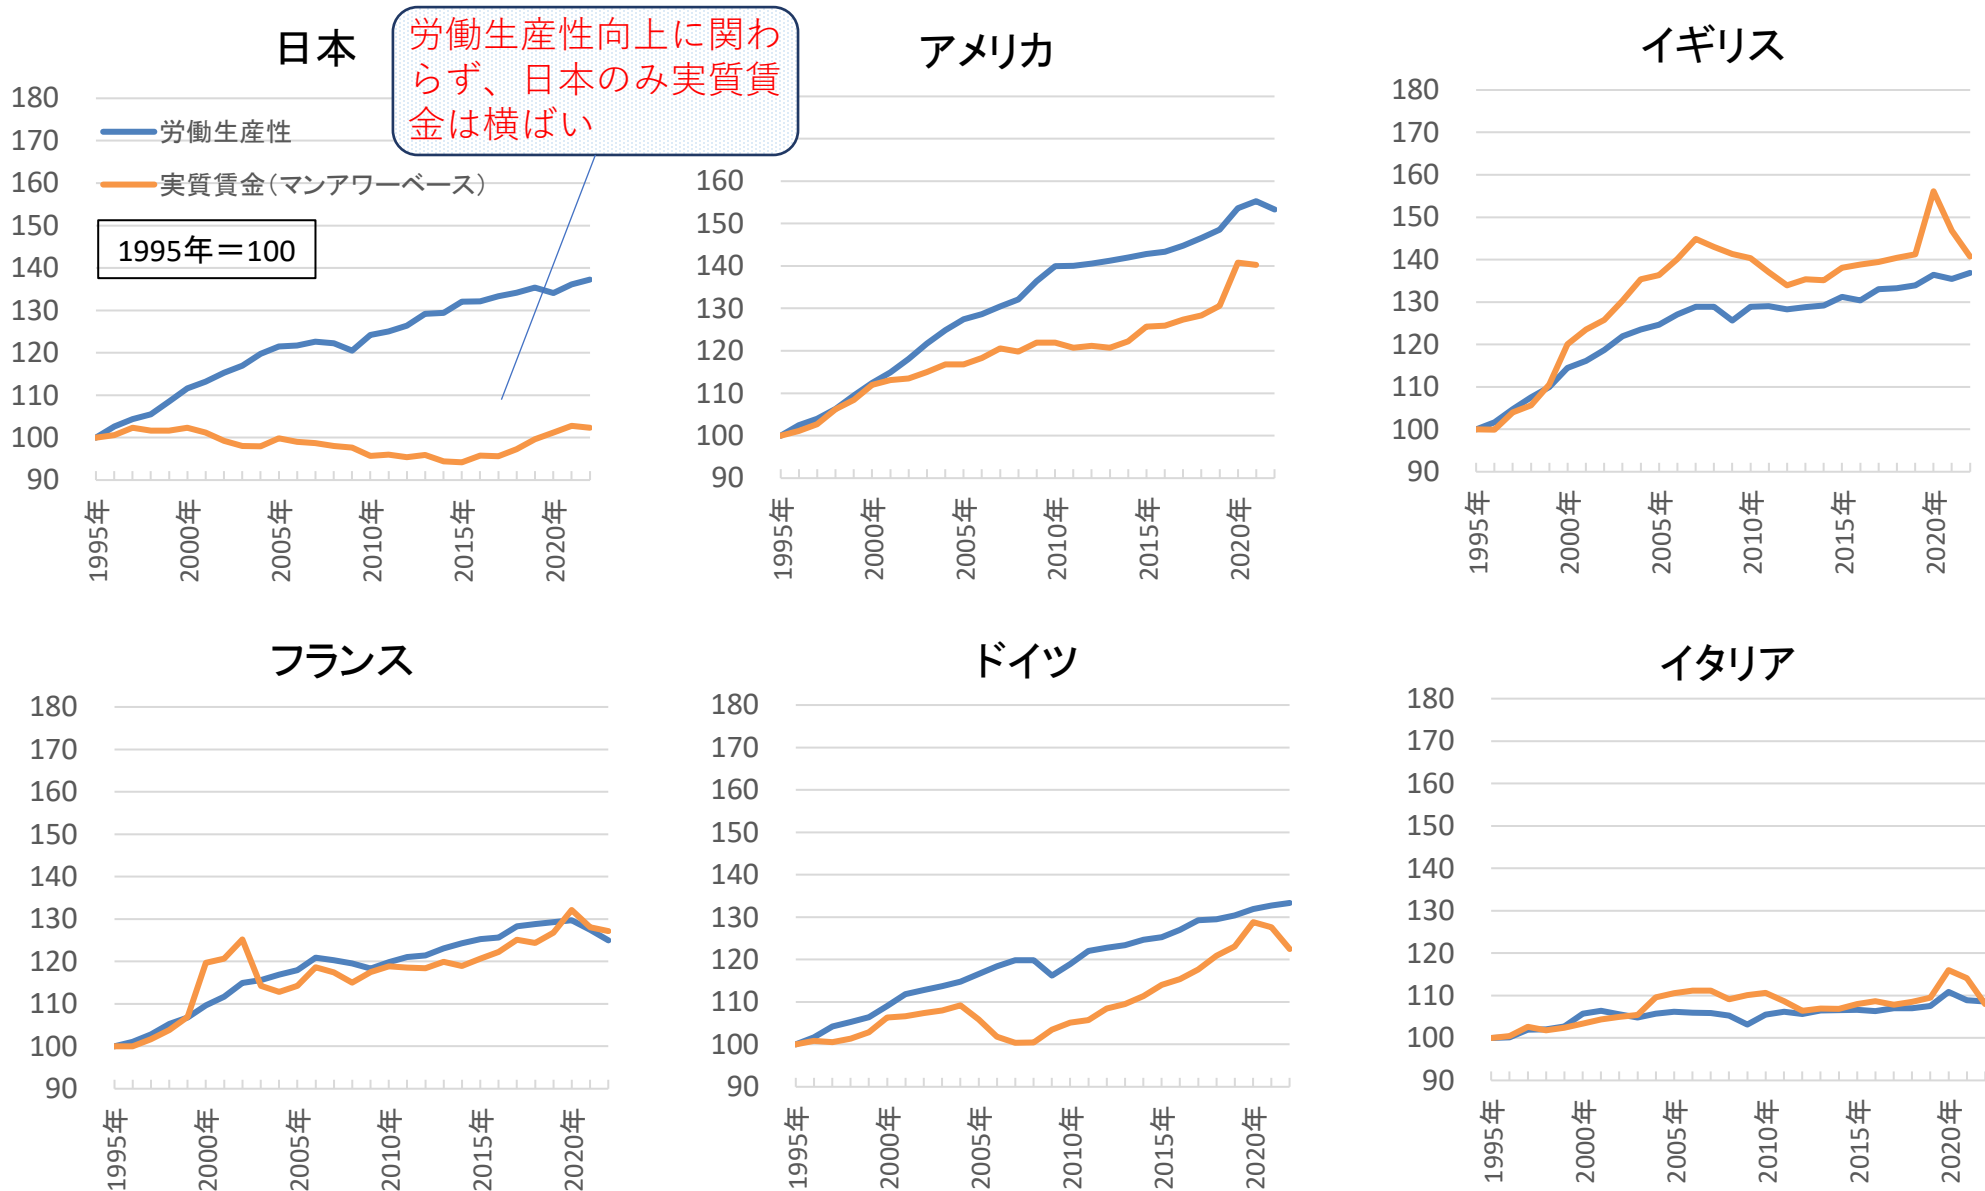 日本
労働生産性向上に関わ
らず、日本のみ実質賃
金は横ばい
180
170
160
150
140
130
120
110
100
90
労働生産性
実質賃金（マンアワーベース）
1995年＝100
1995年
2000年
2005年
2010年
2015年
2020年
アメリカ
160
150
140
130
120
110
100
90
1995年
2000年
2005年
2010年
2015年
2020年
イギリス
180
170
160
150
140
130
120
110
100
90
1995年
2000年
2005年
2010年
2015年
2020年
フランス
180
170
160
150
140
130
120
110
100
90
1995年
2000年
2005年
2010年
2015年
2020年
ドイツ
180
170
160
150
140
130
120
110
100
90
1995年
2000年
2005年
2010年
2015年
2020年
イタリア
180
170
160
150
140
130
120
110
100
90
1995年
2000年
2005年
2010年
2015年
2020年